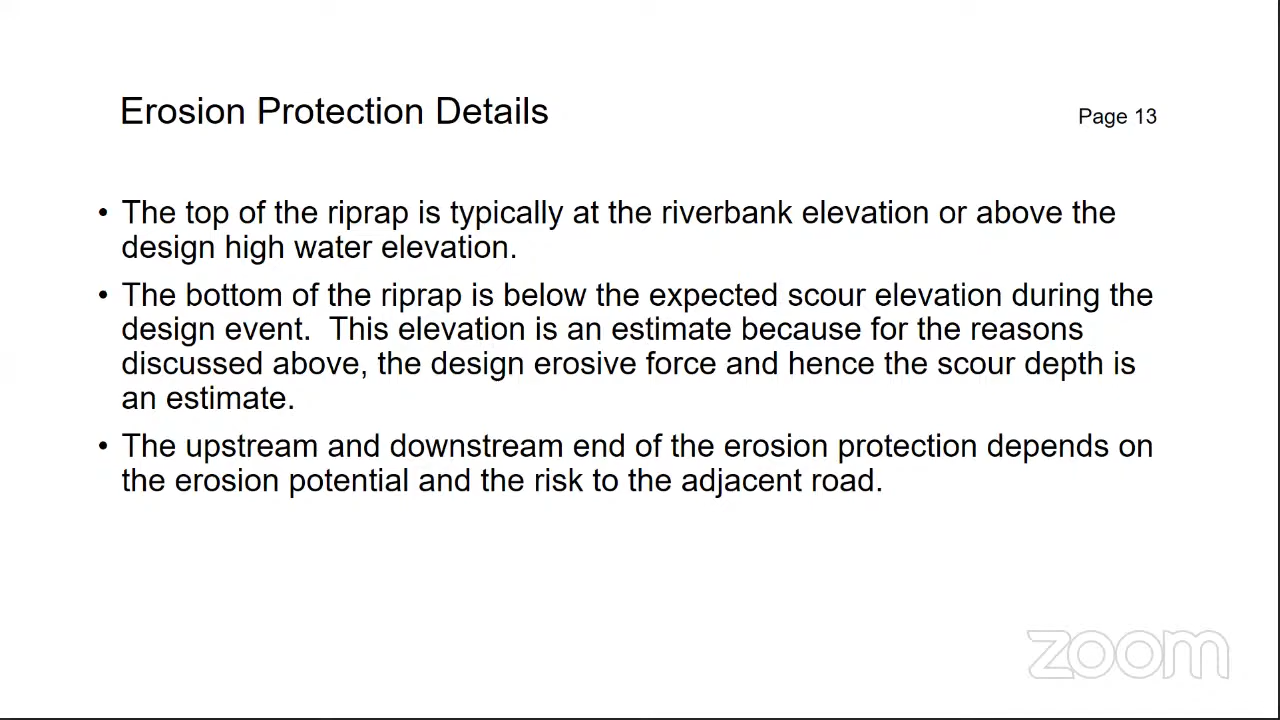 Erosion Protection Details
Page 13
• The top of the riprap is typically at the riverbank elevation or above the
design high water elevation.
• The bottom of the riprap is below the expected scour elevation during the
design event.  This elevation is an estimate because for the reasons
discussed above, the design erosive force and hence the scour depth is
an estimate.
• The upstream and downstream end of the erosion protection depends on
the erosion potential and the risk to the adjacent road.
zoom